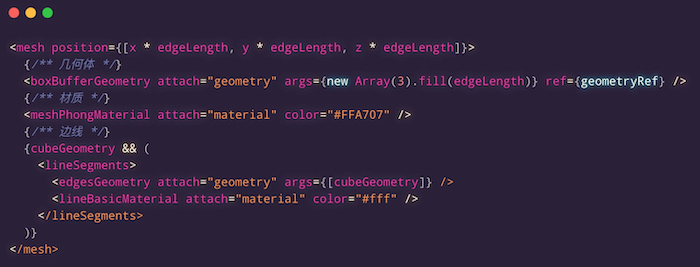 <mesh position={[x * edgeLength, y * edgeLength, z * edgeLength]}>
  {/** 几何体 */}
  <boxBufferGeometry attach="geometry" args={new Array(3).fill(edgeLength)} ref={geometryRef} />
  {/** 材质 */}
  <meshPhongMaterial attach="material" color="#FFA707" />
  {/** 边线 */}
  {cubeGeometry && (
    <lineSegments>
      <edgesGeometry attach="geometry" args={[cubeGeometry]} />
      <lineBasicMaterial attach="material" color="#fff" />
    </lineSegments>
  )}
</mesh>